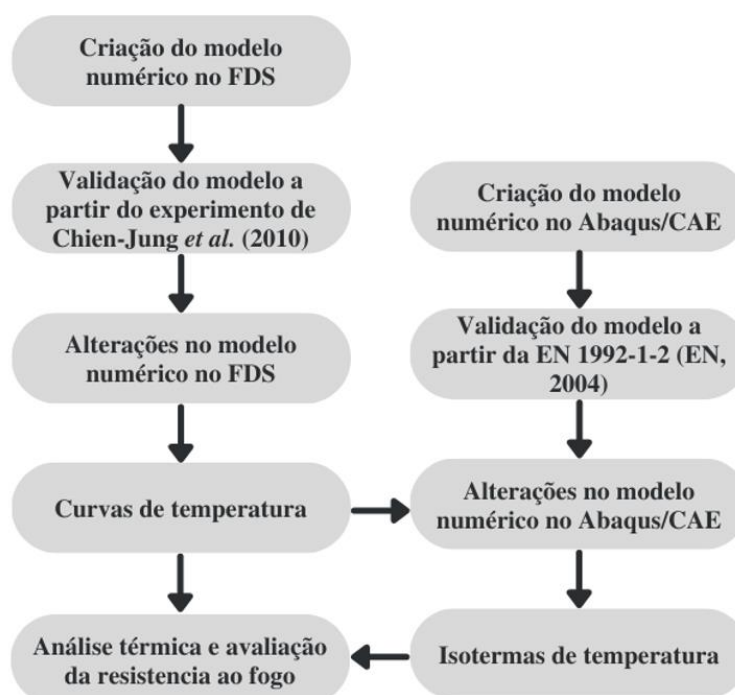 Criação do modelo
numérico no FDS
Validação do modelo a
partir do experimento de
Chien-Jung et al. (2010)
Alterações no modelo
numérico no FDS
Curvas de temperatura
Análise térmica e avaliação
da resistencia ao fogo
Criação do modelo
numérico no Abaqus/CAE
Validação do modelo a
partir da EN 1992-1-2 (EN,
2004)
Alterações no modelo
numérico no Abaqus/CAE
Isotermas de temperatura